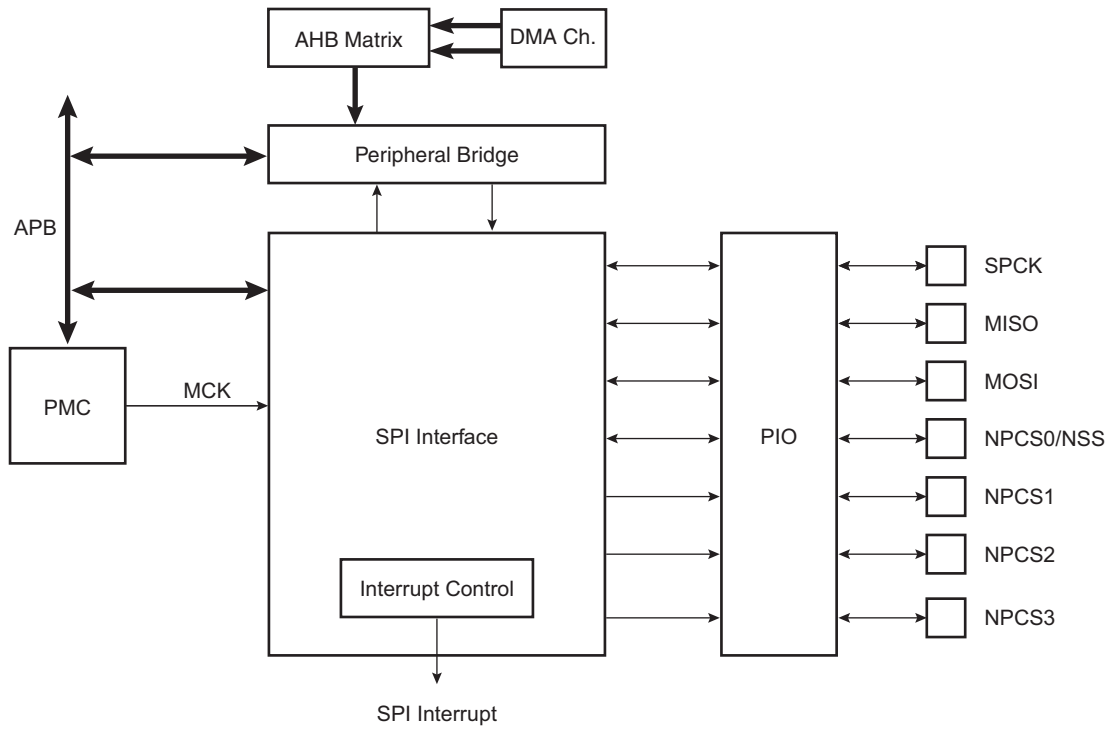 AHB Matrix
DMA Ch.
Peripheral Bridge
APB
SPCK
MISO
MCK
MOSI
PMC
SPI Interface
PIO
NPCS0/NSS
NPCS1
NPCS2
Interrupt Control
NPCS3
SPI Interrupt